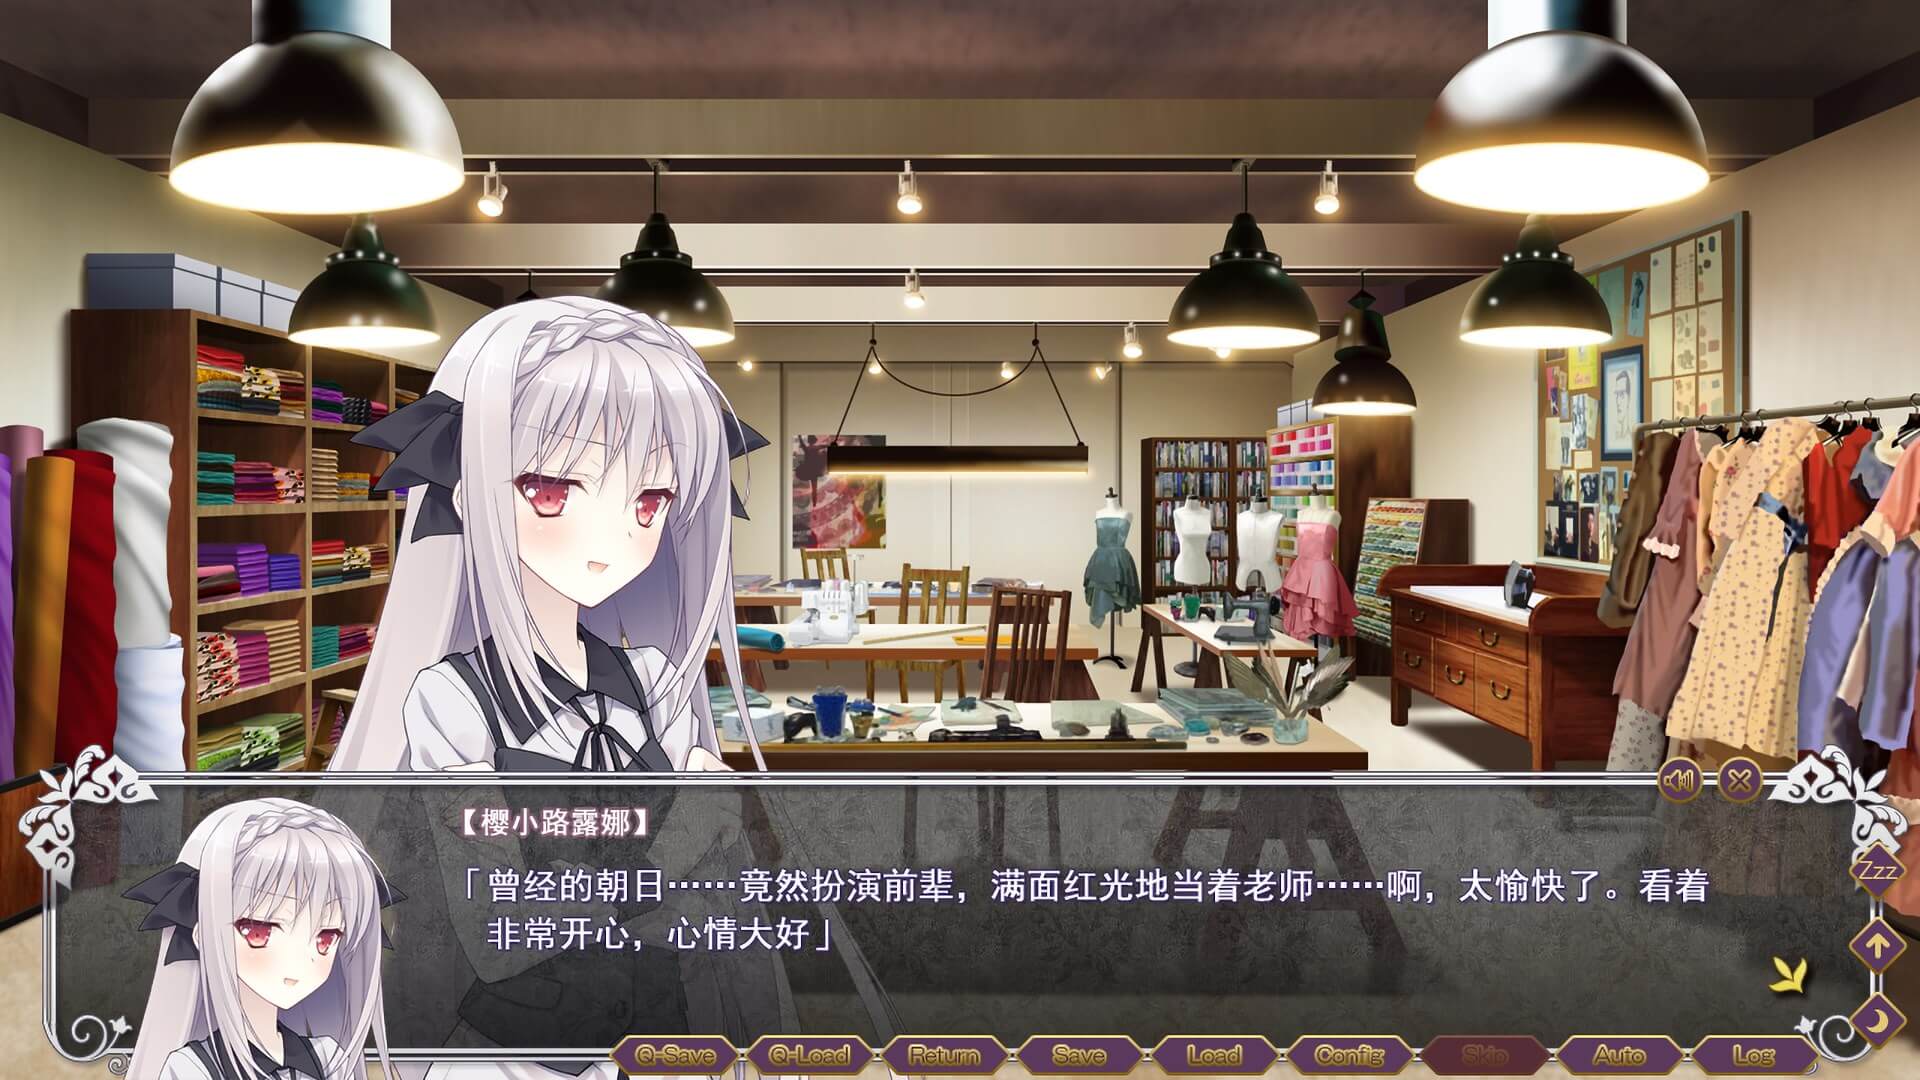 【樱小路露娜】
「曾经的朝日……竟然扮演前辈，满面红光地当着老师……啊，太愉快了。看着
非常开心，心情大好」
Zzz
Q-Save Q-Load Return Save Load Config Skip Auto Log